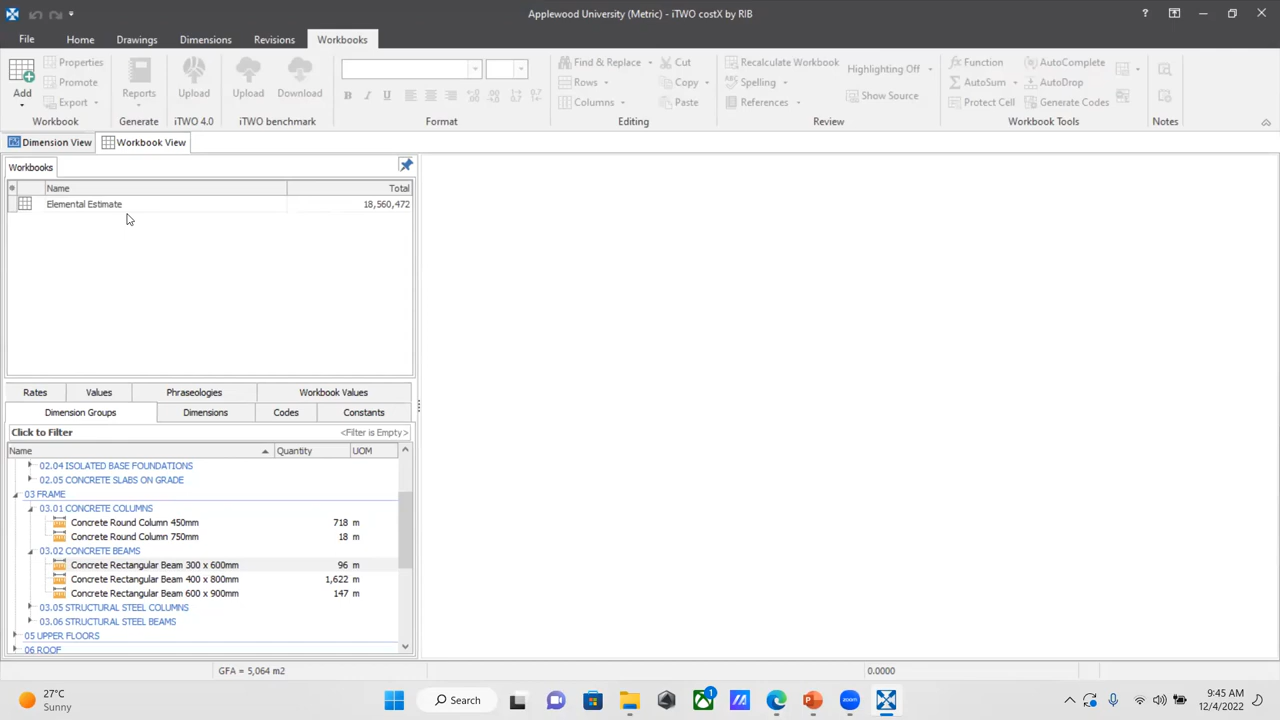 Applewood University (Metric) - iTWO costX by RIB
File Home Drawings Dimensions Revisions Workbooks
Add
Properties
Promote
Export
Workbook
Reports
Generate
Upload
iTWO 4.0
Upload Download
iTWO benchmark
B I U
Format
Find & Replace Cut
Rows Copy
Columns Paste
Editing
Recalculate Workbook Highlighting Off
Spelling Show Source
References
Review
Function AutoComplete
AutoSum AutoDrop
Protect Cell Generate Codes
Workbook Tools
Notes
Dimension View Workbook View
Workbooks
Name Total
Elemental Estimate 18,560,472
Rates Values Phraseologies Workbook Values
Dimension Groups Dimensions Codes Constants
Click to Filter <Filter is Empty>
Name Quantity UOM
02.04 ISOLATED BASE FOUNDATIONS
02.05 CONCRETE SLABS ON GRADE
03 FRAME
03.01 CONCRETE COLUMNS
Concrete Round Column 450mm 718 m
Concrete Round Column 750mm 18 m
03.02 CONCRETE BEAMS
Concrete Rectangular Beam 300 x 600mm 96 m
Concrete Rectangular Beam 400 x 800mm 1,622 m
Concrete Rectangular Beam 600 x 900mm 147 m
03.05 STRUCTURAL STEEL COLUMNS
03.06 STRUCTURAL STEEL BEAMS
05 UPPER FLOORS
06 ROOF
GFA = 5,064 m2 0.0000
27°C
Sunny
Search
1
zoom
9:45 AM
12/4/2022